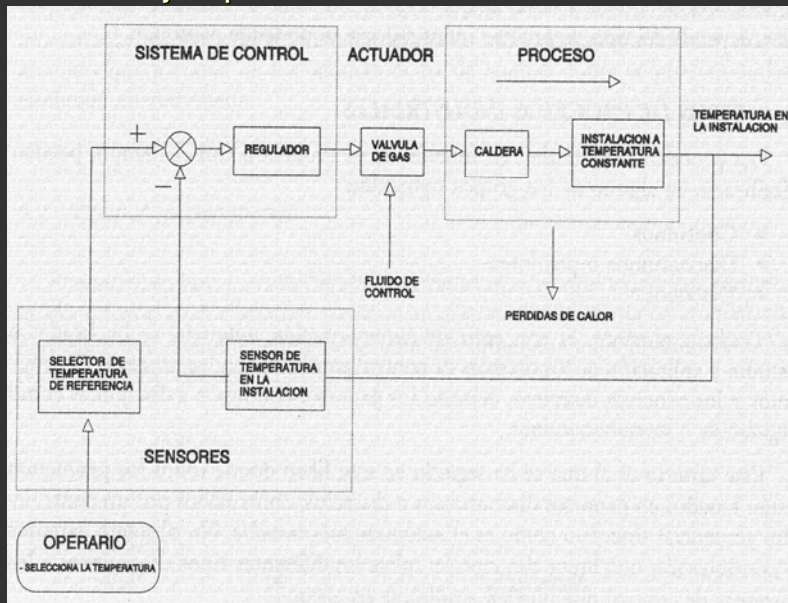 SISTEMA DE CONTROL
ACTUADOR
PROCESO
TEMPERATURA EN
LA INSTALACION
+
−
REGULADOR
VALVULA
DE GAS
CALDERA
INSTALACION A
TEMPERATURA
CONSTANTE
FLUIDO DE
CONTROL
PERDIDAS DE CALOR
SELECTOR DE
TEMPERATURA
DE REFERENCIA
SENSOR DE
TEMPERATURA
EN LA
INSTALACION
SENSORES
OPERARIO
- SELECCIONA LA TEMPERATURA